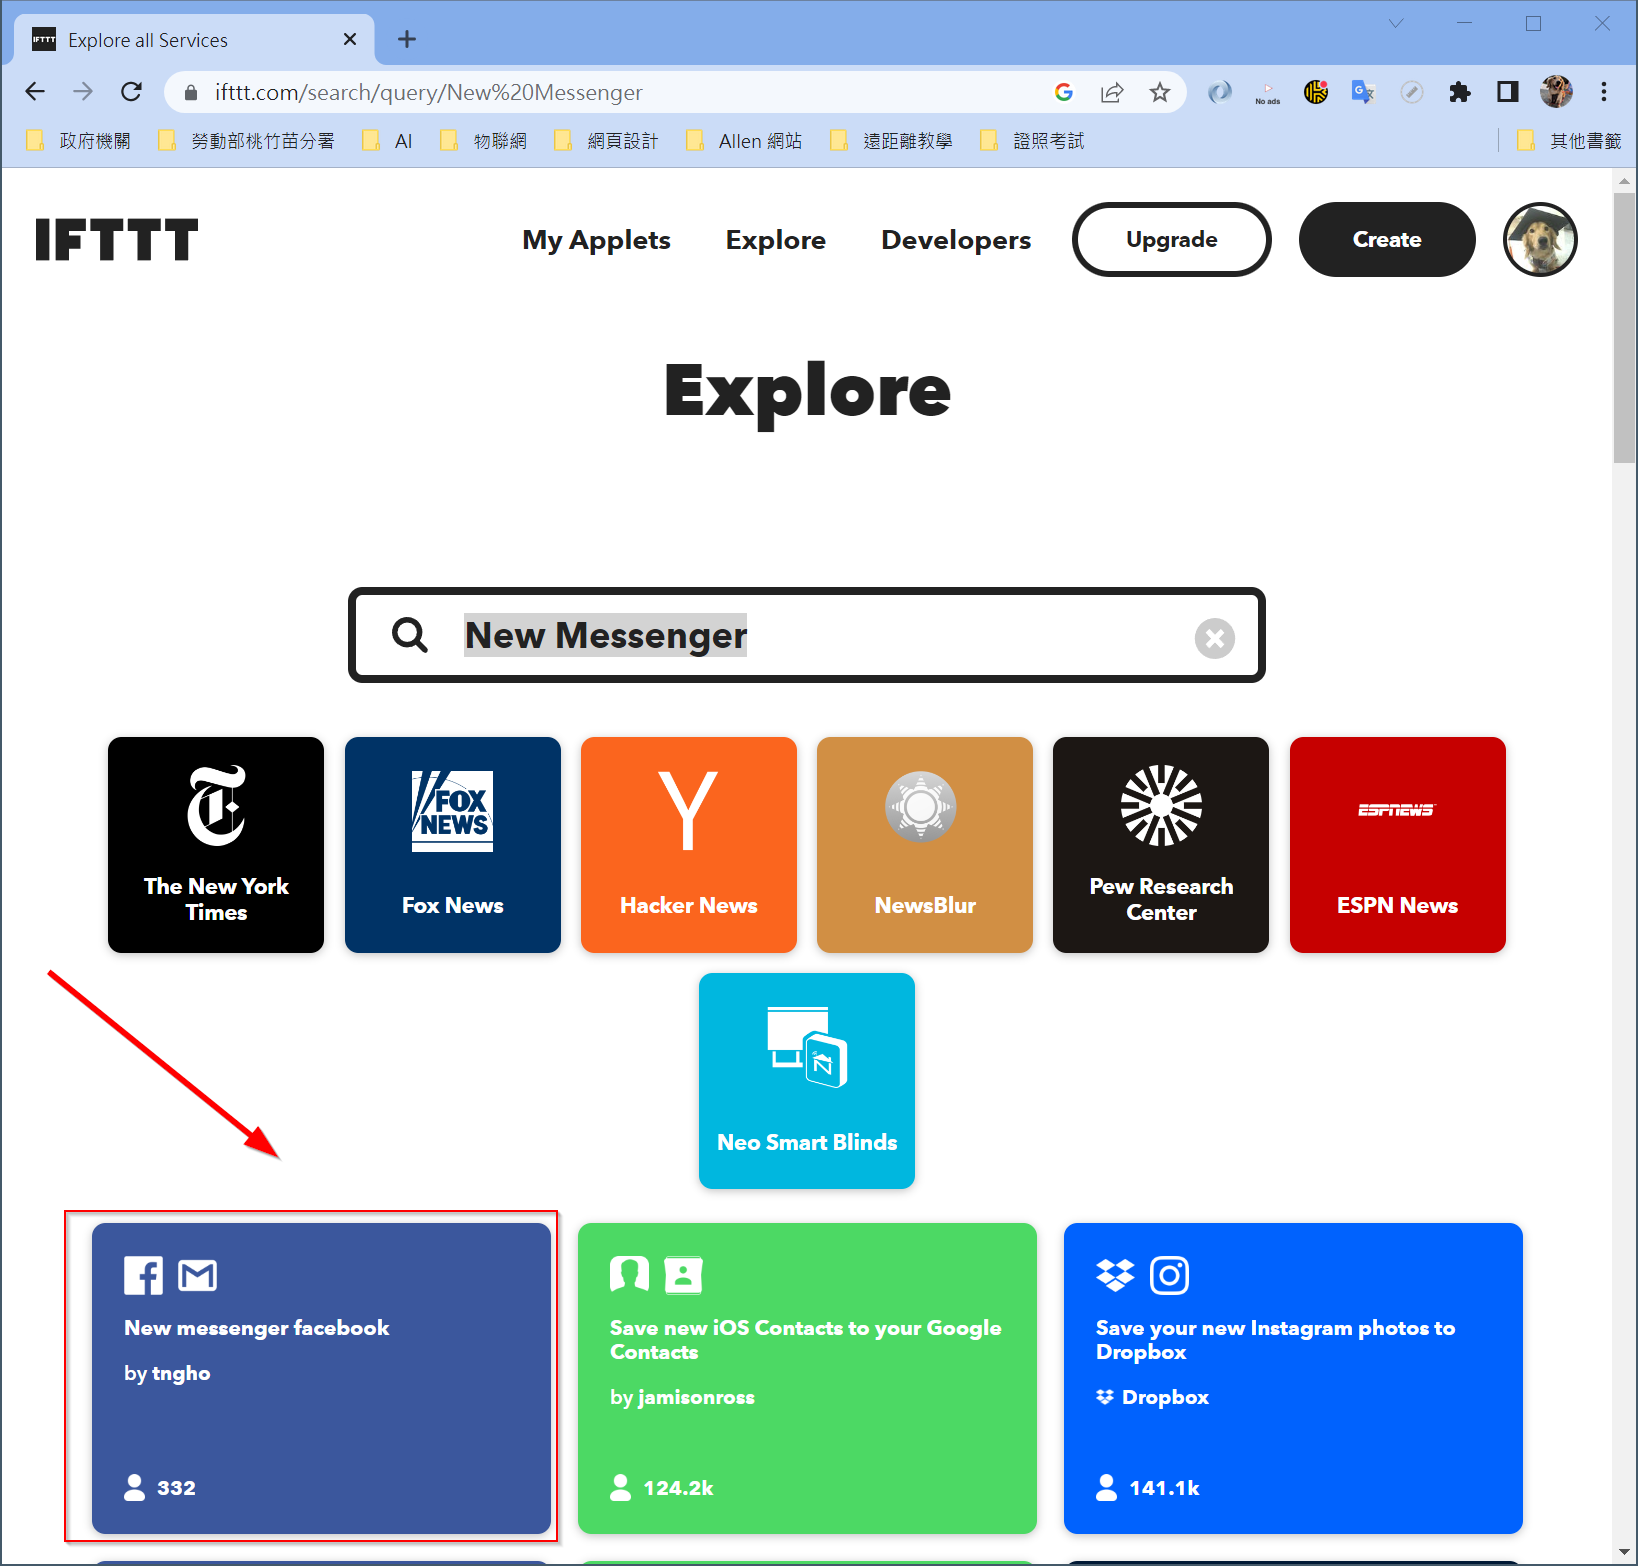 IFTTT
Explore all Services
ifttt.com/search/query/New%20Messenger
No ads
政府機關
勞動部桃竹苗分署
AI
物聯網
網頁設計
Allen 網站
遠距離教學
證照考試
其他書籤
IFTTT
My Applets
Explore
Developers
Upgrade
Create
Explore
New Messenger
FOX
NEWS
ESPNEWS
The New York
Times
Fox News
Hacker News
NewsBlur
Pew Research
Center
ESPN News
Neo Smart Blinds
New messenger facebook
by tngho
332
Save new iOS Contacts to your Google
Contacts
by jamisonross
124.2k
Save your new Instagram photos to
Dropbox
Dropbox
141.1k